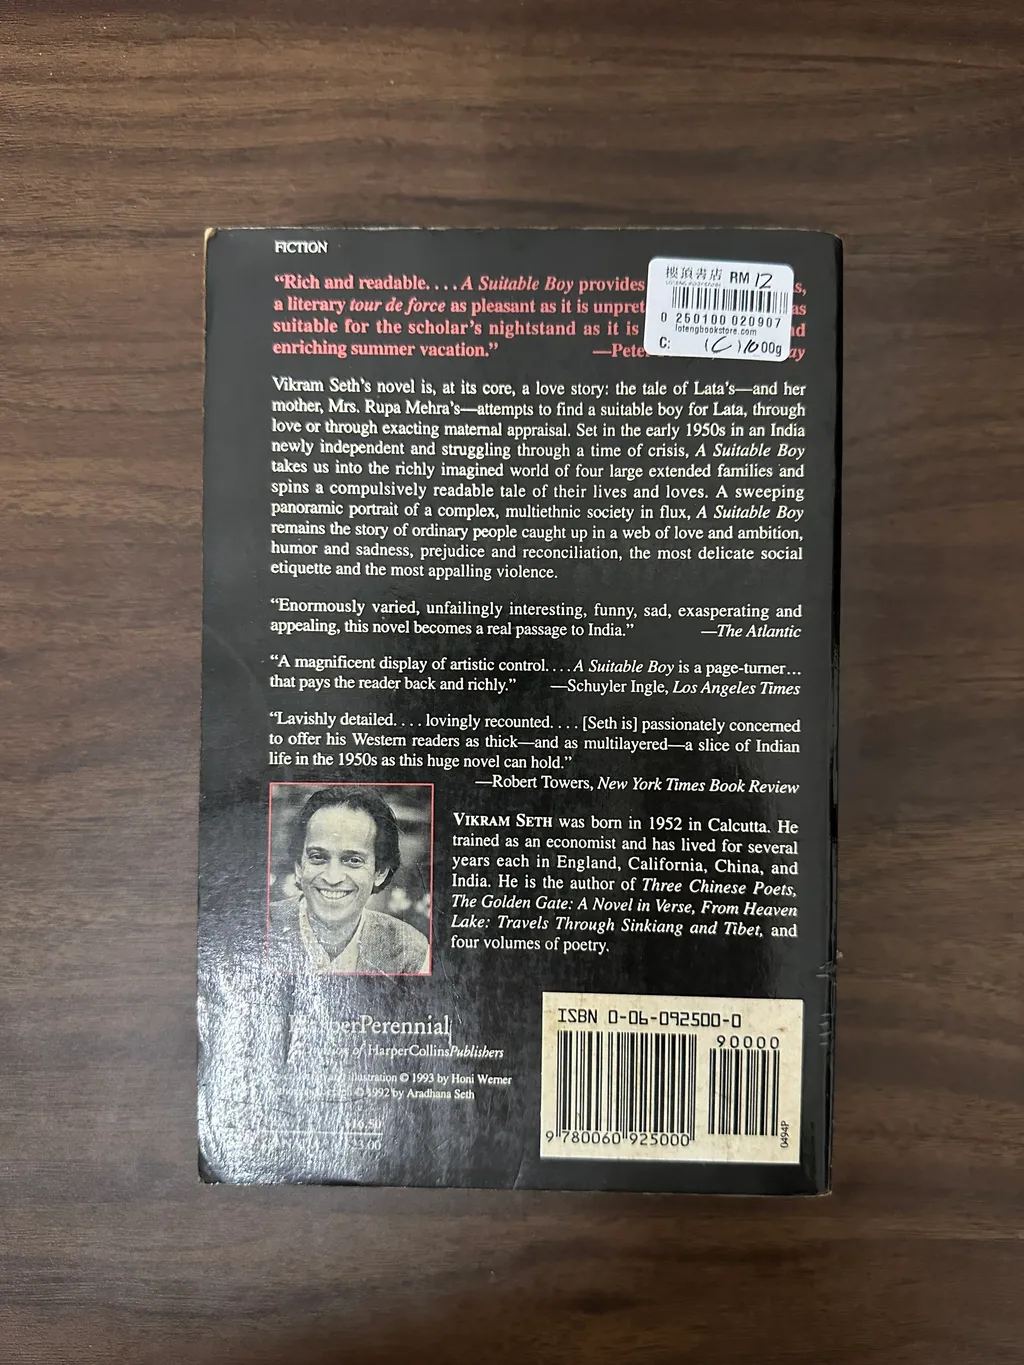 FICTION
“Rich and readable. . . . A Suitable Boy provides
a literary tour de force as pleasant as it is
suitable for the scholar’s nightstand as it is
enriching summer vacation.”
樓頂書店 RM 12
0 250100 020907
lotengbookstore.com
C: (C) 1000g
Vikram Seth’s novel is, at its core, a love story: the tale of Lata’s—and her
mother, Mrs. Rupa Mehra’s—attempts to find a suitable boy for Lata, through
love or through exacting maternal appraisal. Set in the early 1950s in an India
newly independent and struggling through a time of crisis, A Suitable Boy
takes us into the richly imagined world of four large extended families and
spins a compulsively readable tale of their lives and loves. A sweeping
panoramic portrait of a complex, multiethnic society in flux, A Suitable Boy
remains the story of ordinary people caught up in a web of love and ambition,
humor and sadness, prejudice and reconciliation, the most delicate social
etiquette and the most appalling violence.
“Enormously varied, unfailingly interesting, funny, sad, exasperating and
appealing, this novel becomes a real passage to India.” —The Atlantic
“A magnificent display of artistic control. . . . A Suitable Boy is a page-turner…
that pays the reader back and richly.” —Schuyler Ingle, Los Angeles Times
“Lavishly detailed. . . . lovingly recounted. . . . [Seth is] passionately concerned
to offer his Western readers as thick—and as multilayered—a slice of Indian
life in the 1950s as this huge novel can hold.”
—Robert Towers, New York Times Book Review
VIKRAM SETH was born in 1952 in Calcutta. He
trained as an economist and has lived for several
years each in England, California, China, and
India. He is the author of Three Chinese Poets,
The Golden Gate: A Novel in Verse, From Heaven
Lake: Travels Through Sinkiang and Tibet, and
four volumes of poetry.
HarperPerennial
of HarperCollinsPublishers
illustration © 1993 by Honi Werner
© 1992 by Aradhana Seth
ISBN 0-06-092500-0
90000
9 780060 925000
0494P